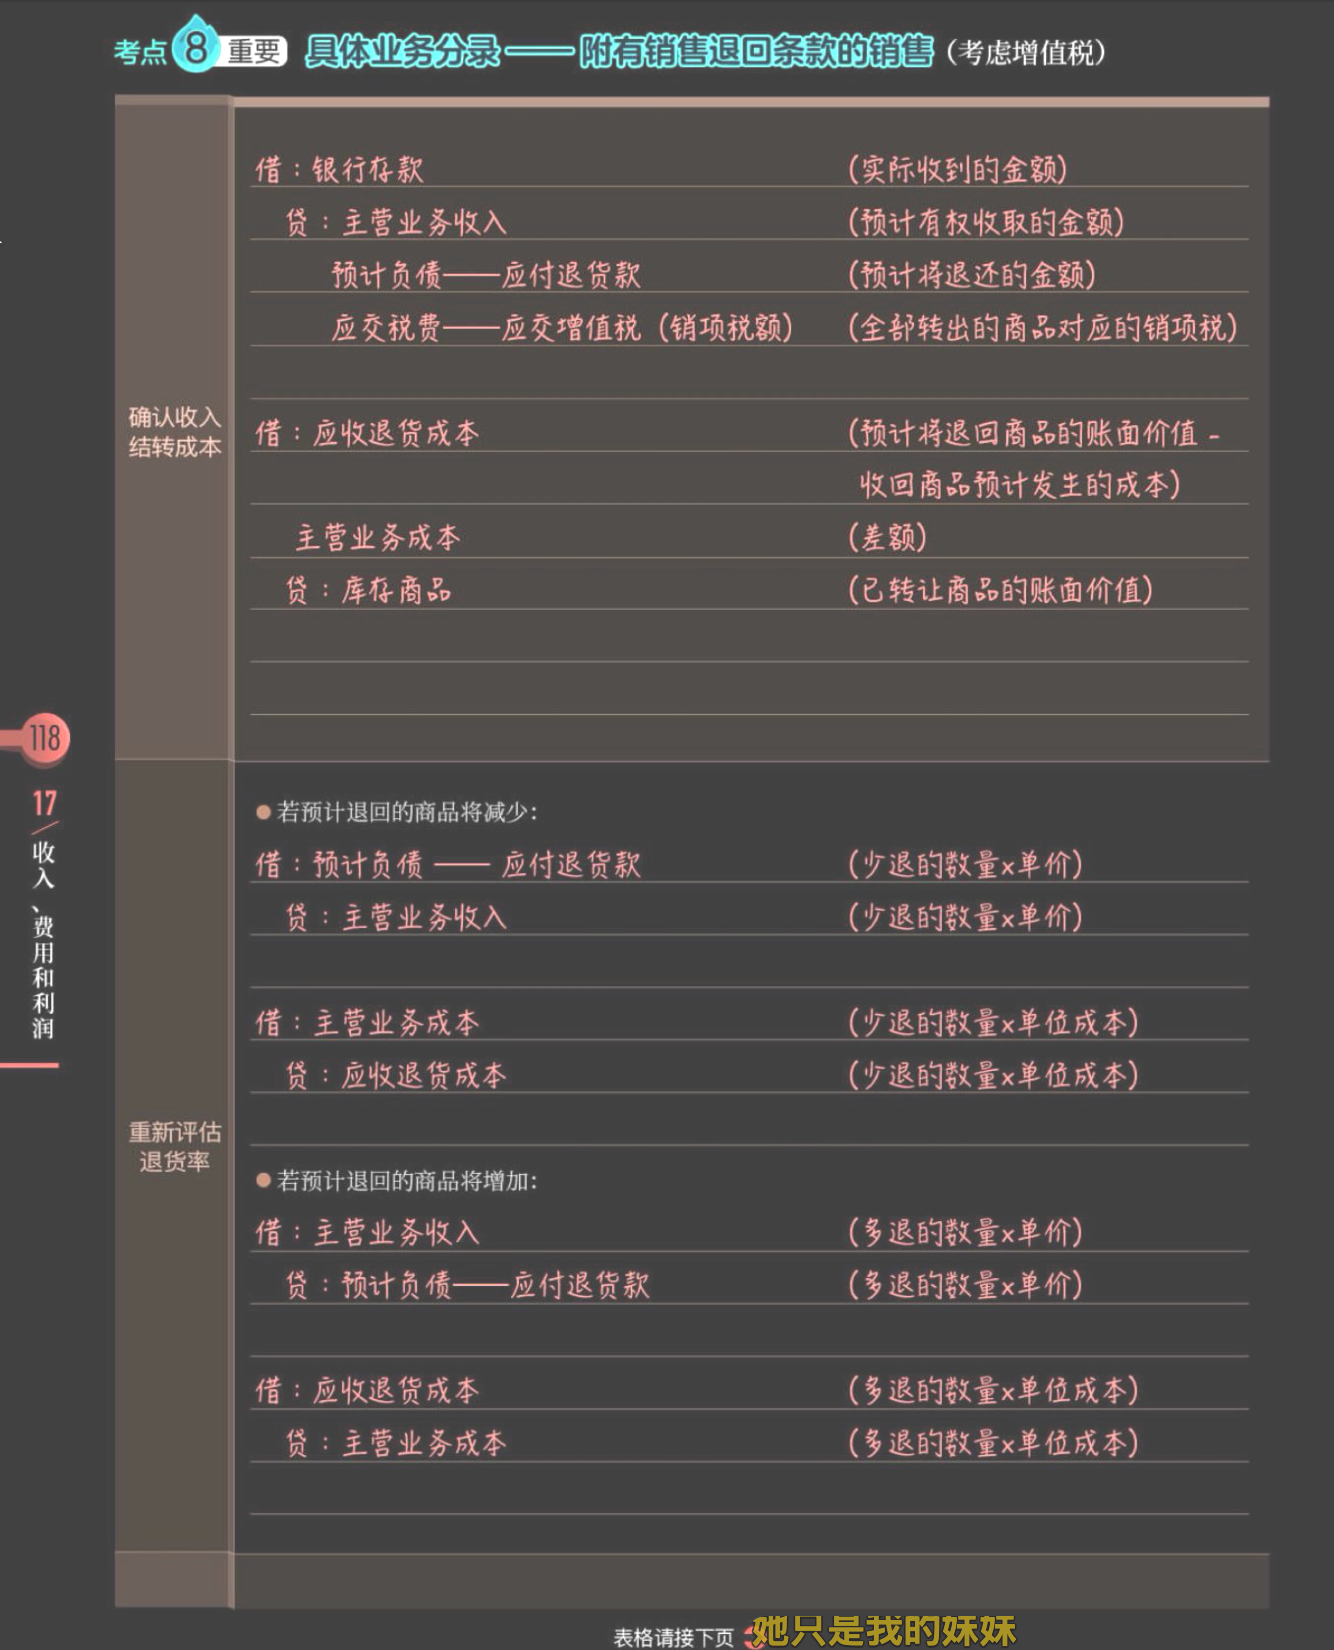 考点 8 重要 具体业务分录——附有销售退回条款的销售（考虑增值税）
借：银行存款 （实际收到的金额）
贷：主营业务收入 （预计有权收取的金额）
预计负债——应付退货款 （预计将退还的金额）
应交税费——应交增值税（销项税额） （全部转出的商品对应的销项税）
确认收入
结转成本
借：应收退货成本 （预计将退回商品的账面价值-
收回商品预计发生的成本）
主营业务成本 （差额）
贷：库存商品 （已转让商品的账面价值）
118
17
收入、费用和利润
若预计退回的商品将减少：
借：预计负债——应付退货款 （少退的数量x单价）
贷：主营业务收入 （少退的数量x单价）
借：主营业务成本 （少退的数量x单位成本）
贷：应收退货成本 （少退的数量x单位成本）
重新评估
退货率
若预计退回的商品将增加：
借：主营业务收入 （多退的数量x单价）
贷：预计负债——应付退货款 （多退的数量x单价）
借：应收退货成本 （多退的数量x单位成本）
贷：主营业务成本 （多退的数量x单位成本）
表格请接下页
她只是我的妹妹